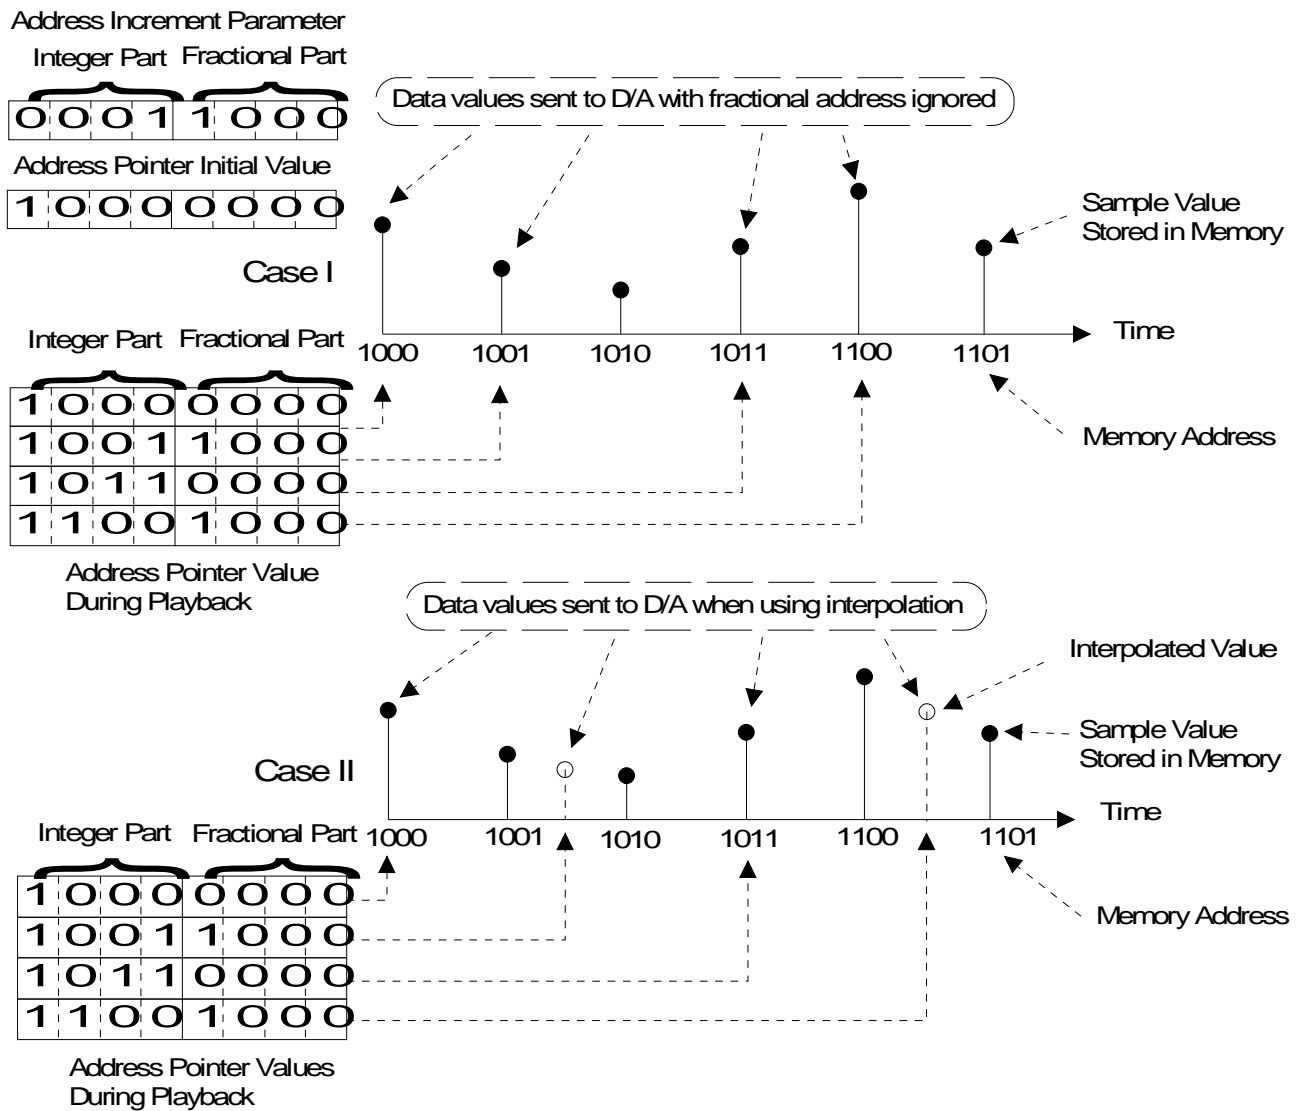 Address Increment Parameter
Integer Part Fractional Part
0 0 0 1 1 0 0 0
Data values sent to D/A with fractional address ignored
Address Pointer Initial Value
1 0 0 0 0 0 0 0
Sample Value
Stored in Memory
Case I
Integer Part Fractional Part
1000 1001 1010 1011 1100 1101
Time
1 0 0 0 0 0 0 0
1 0 0 1 1 0 0 0
1 0 1 1 0 0 0 0
1 1 0 0 1 0 0 0
Memory Address
Address Pointer Value
During Playback
Data values sent to D/A when using interpolation
Interpolated Value
Sample Value
Stored in Memory
Case II
Time
Integer Part Fractional Part
1000 1001 1010 1011 1100 1101
1 0 0 0 0 0 0 0
1 0 0 1 1 0 0 0
1 0 1 1 0 0 0 0
1 1 0 0 1 0 0 0
Memory Address
Address Pointer Values
During Playback